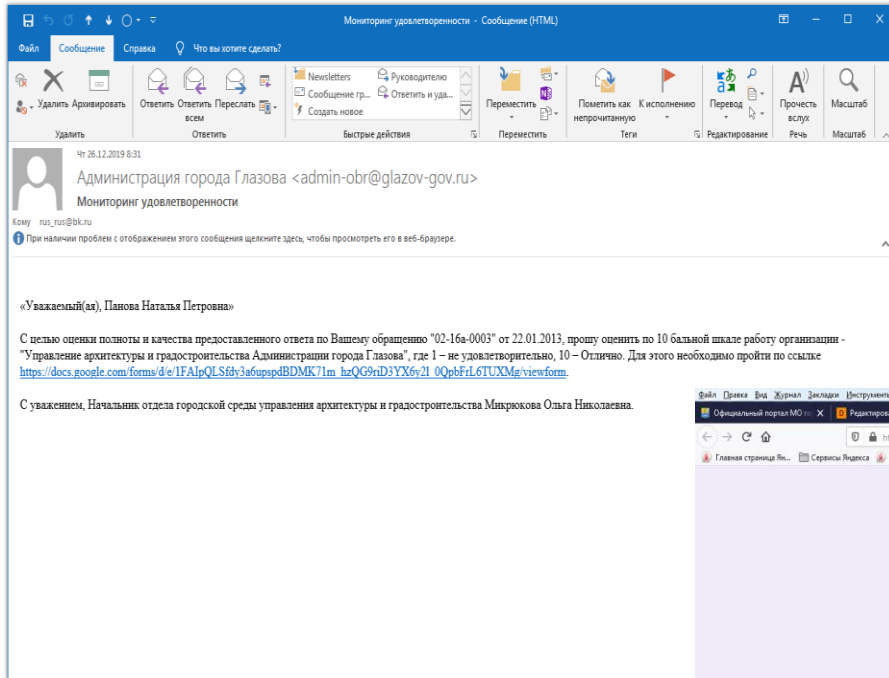 Мониторинг удовлетворенности - Сообщение (HTML)
Файл Сообщение Справка Что вы хотите сделать?
Удалить Архивировать
Ответить Ответить всем Переслать
Newsletters
Сообщение гр...
Создать новое
Руководителю
Ответить и уда...
Переместить
Пометить как непрочитанную
К исполнению
Перевод
Прочесть вслух
Масштаб
Удалить Ответить Быстрые действия Переместить Теги Редактирование Речь Масштаб
Чт 26.12.2019 8:31
Администрация города Глазова <admin-obr@glazov-gov.ru>
Мониторинг удовлетворенности
Кому rus_rus@bk.ru
При наличии проблем с отображением этого сообщения щелкните здесь, чтобы просмотреть его в веб-браузере.
«Уважаемый(ая), Панова Наталья Петровна»
С целью оценки полноты и качества предоставленного ответа по Вашему обращению "02-16а-0003" от 22.01.2013, прошу оценить по 10 бальной шкале работу организации -
"Управление архитектуры и градостроительства Администрации города Глазова", где 1 – не удовлетворительно, 10 – Отлично. Для этого необходимо пройти по ссылке
https://docs.google.com/forms/d/e/1FAIpQLSfdy3a6upspdBDMK71m_hzQG9riD3YX6y2l_0QpbFrL6TUXMg/viewform.
С уважением, Начальник отдела городской среды управления архитектуры и градостроительства Микрюкова Ольга Николаевна.
Файл Правка Вид Журнал Закладки Инструменты
Официальный портал МО Редактирова
Главная страница Ян... Сервисы Яндекса